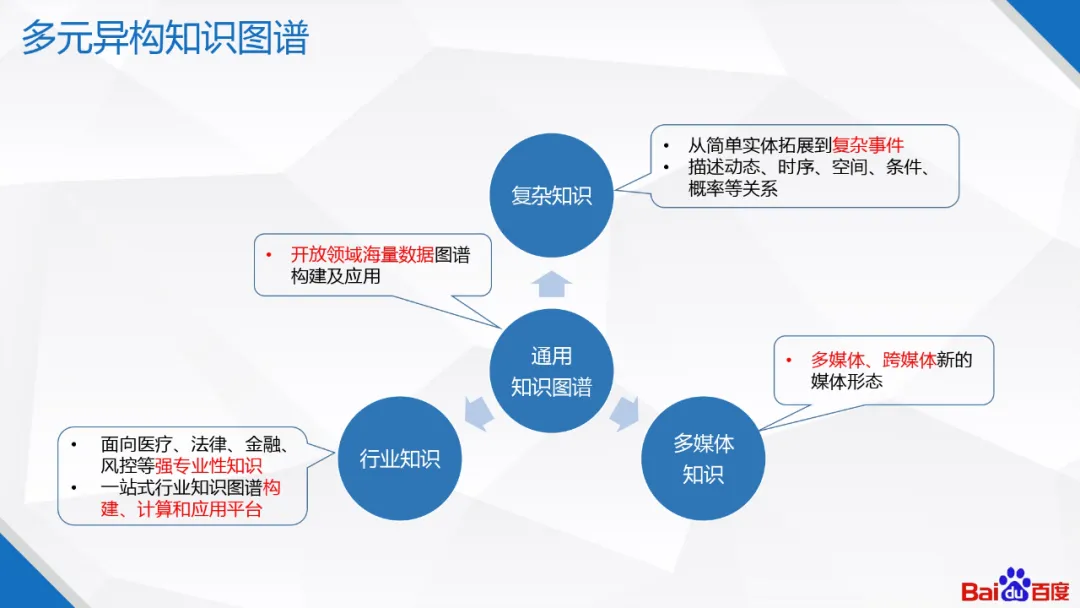 多元异构知识图谱
• 从简单实体拓展到复杂事件
• 描述动态、时序、空间、条件、
概率等关系
复杂知识
• 开放领域海量数据图谱
构建及应用
通用
知识图谱
• 多媒体、跨媒体新的
媒体形态
• 面向医疗、法律、金融、
风控等强专业性知识
• 一站式行业知识图谱构
建、计算和应用平台
行业知识
多媒体
知识
Baidu百度